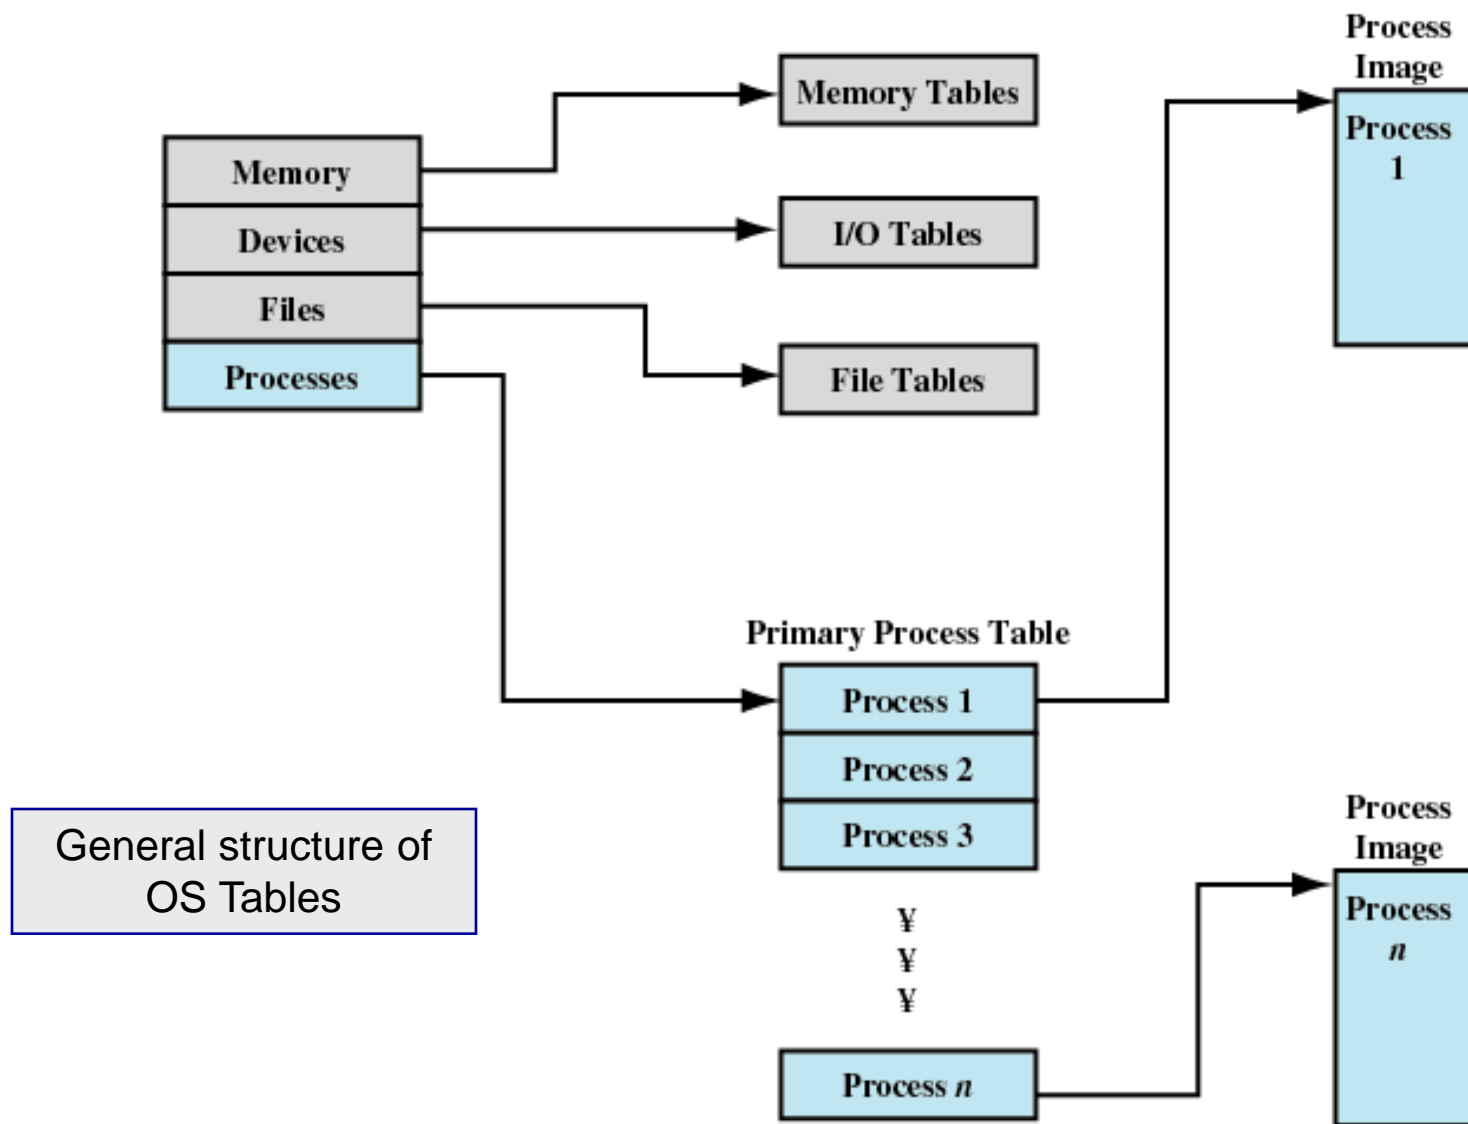 Process
Image
Process
1
Memory Tables
Memory
Devices
Files
Processes
I/O Tables
File Tables
Primary Process Table
Process 1
Process 2
Process 3
¥
¥
¥
Process n
General structure of
OS Tables
Process
Image
Process
n